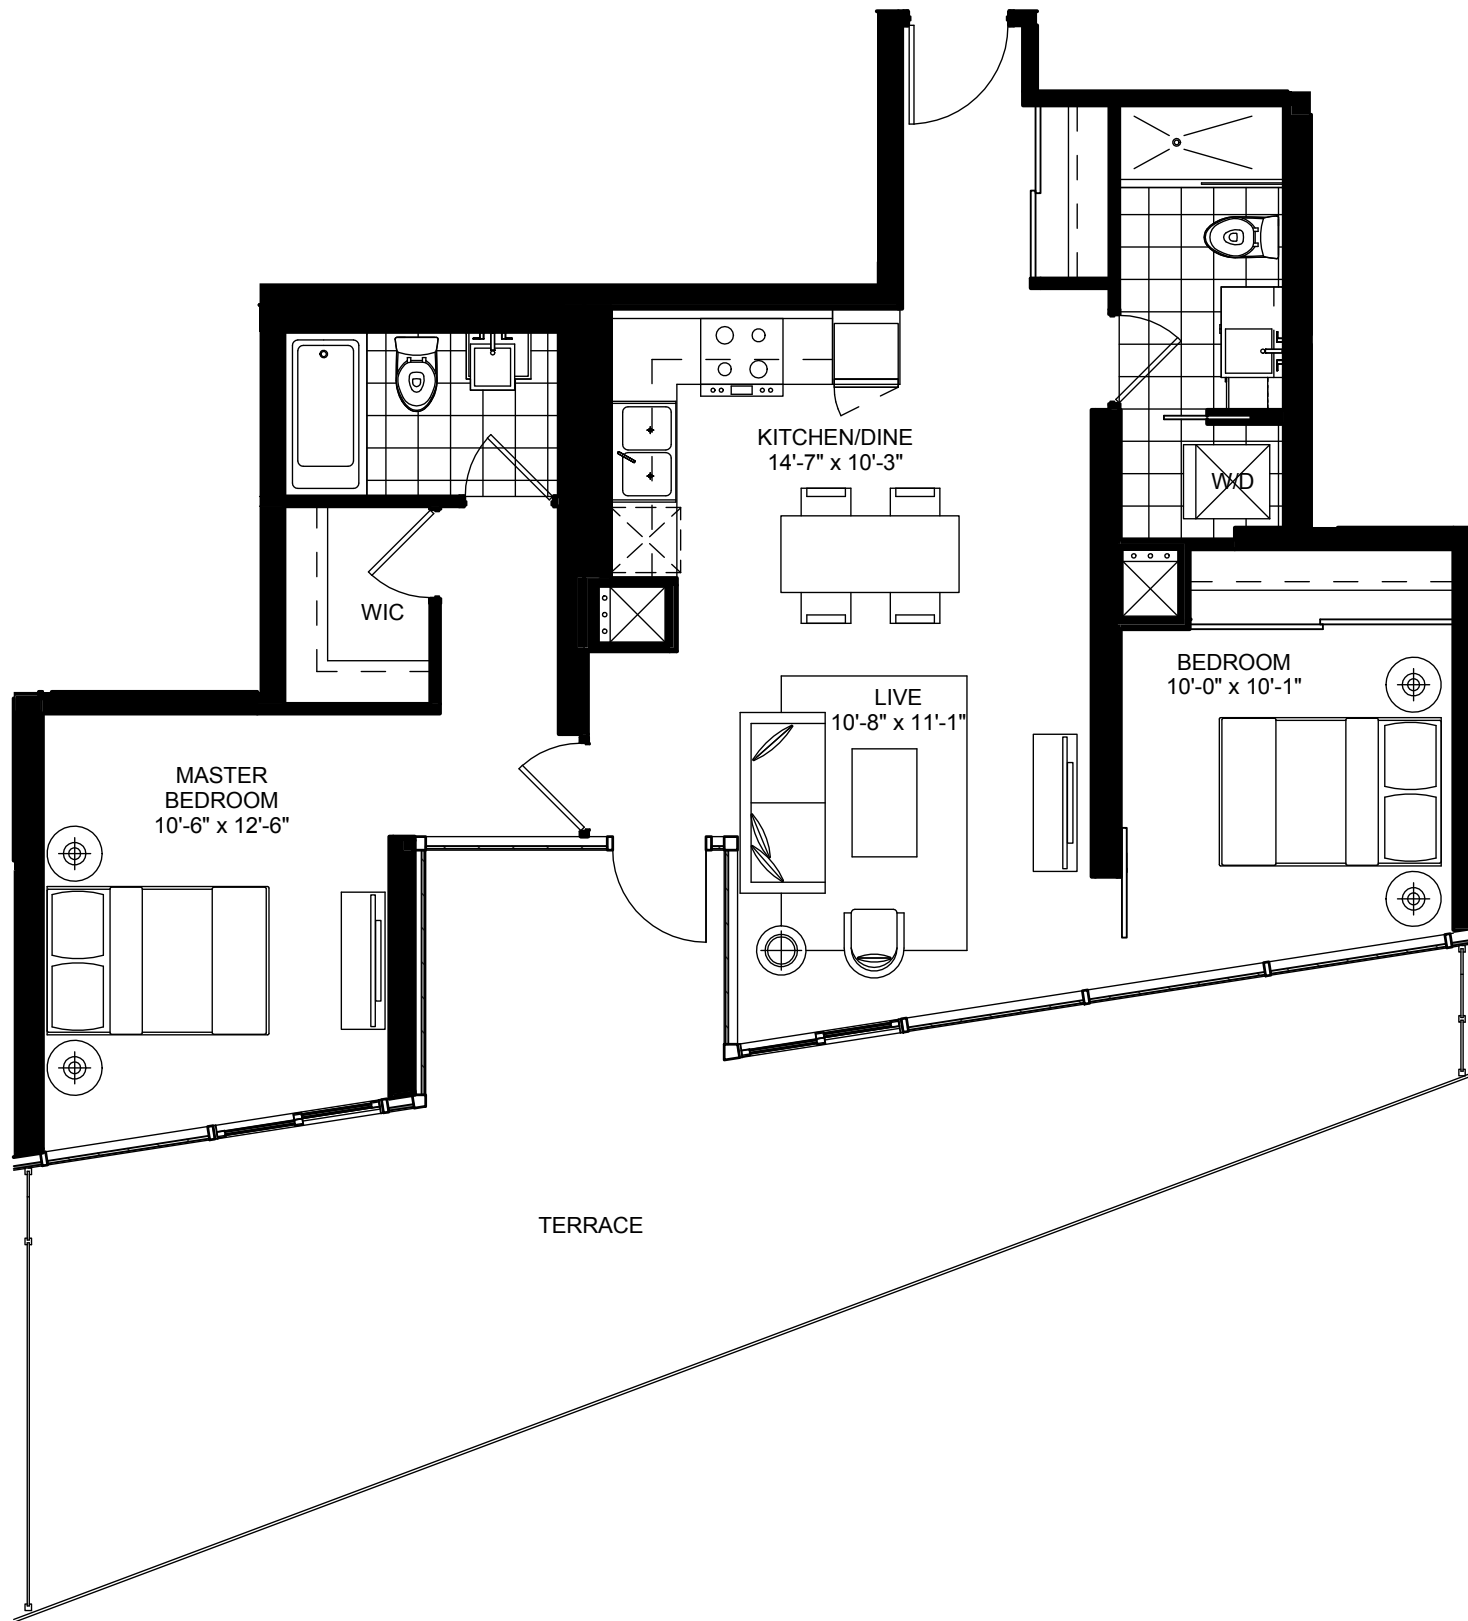 KITCHEN/DINE
14'-7" x 10'-3"
W/D
WIC
BEDROOM
10'-0" x 10'-1"
LIVE
10'-8" x 11'-1"
MASTER
BEDROOM
10'-6" x 12'-6"
TERRACE